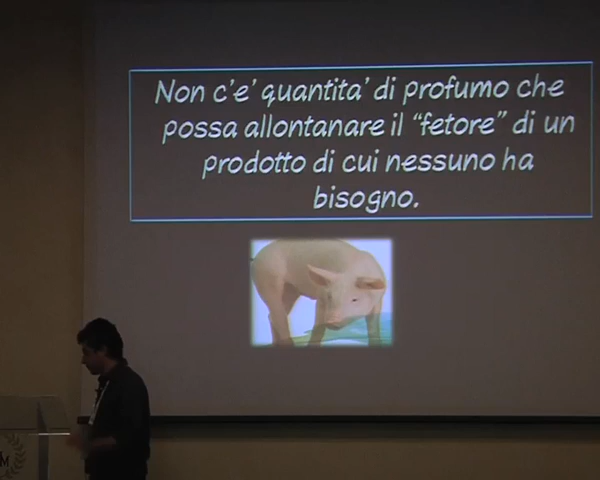 Non c'e' quantita' di profumo che
possa allontanare il "fetore" di un
prodotto di cui nessuno ha
bisogno.
M